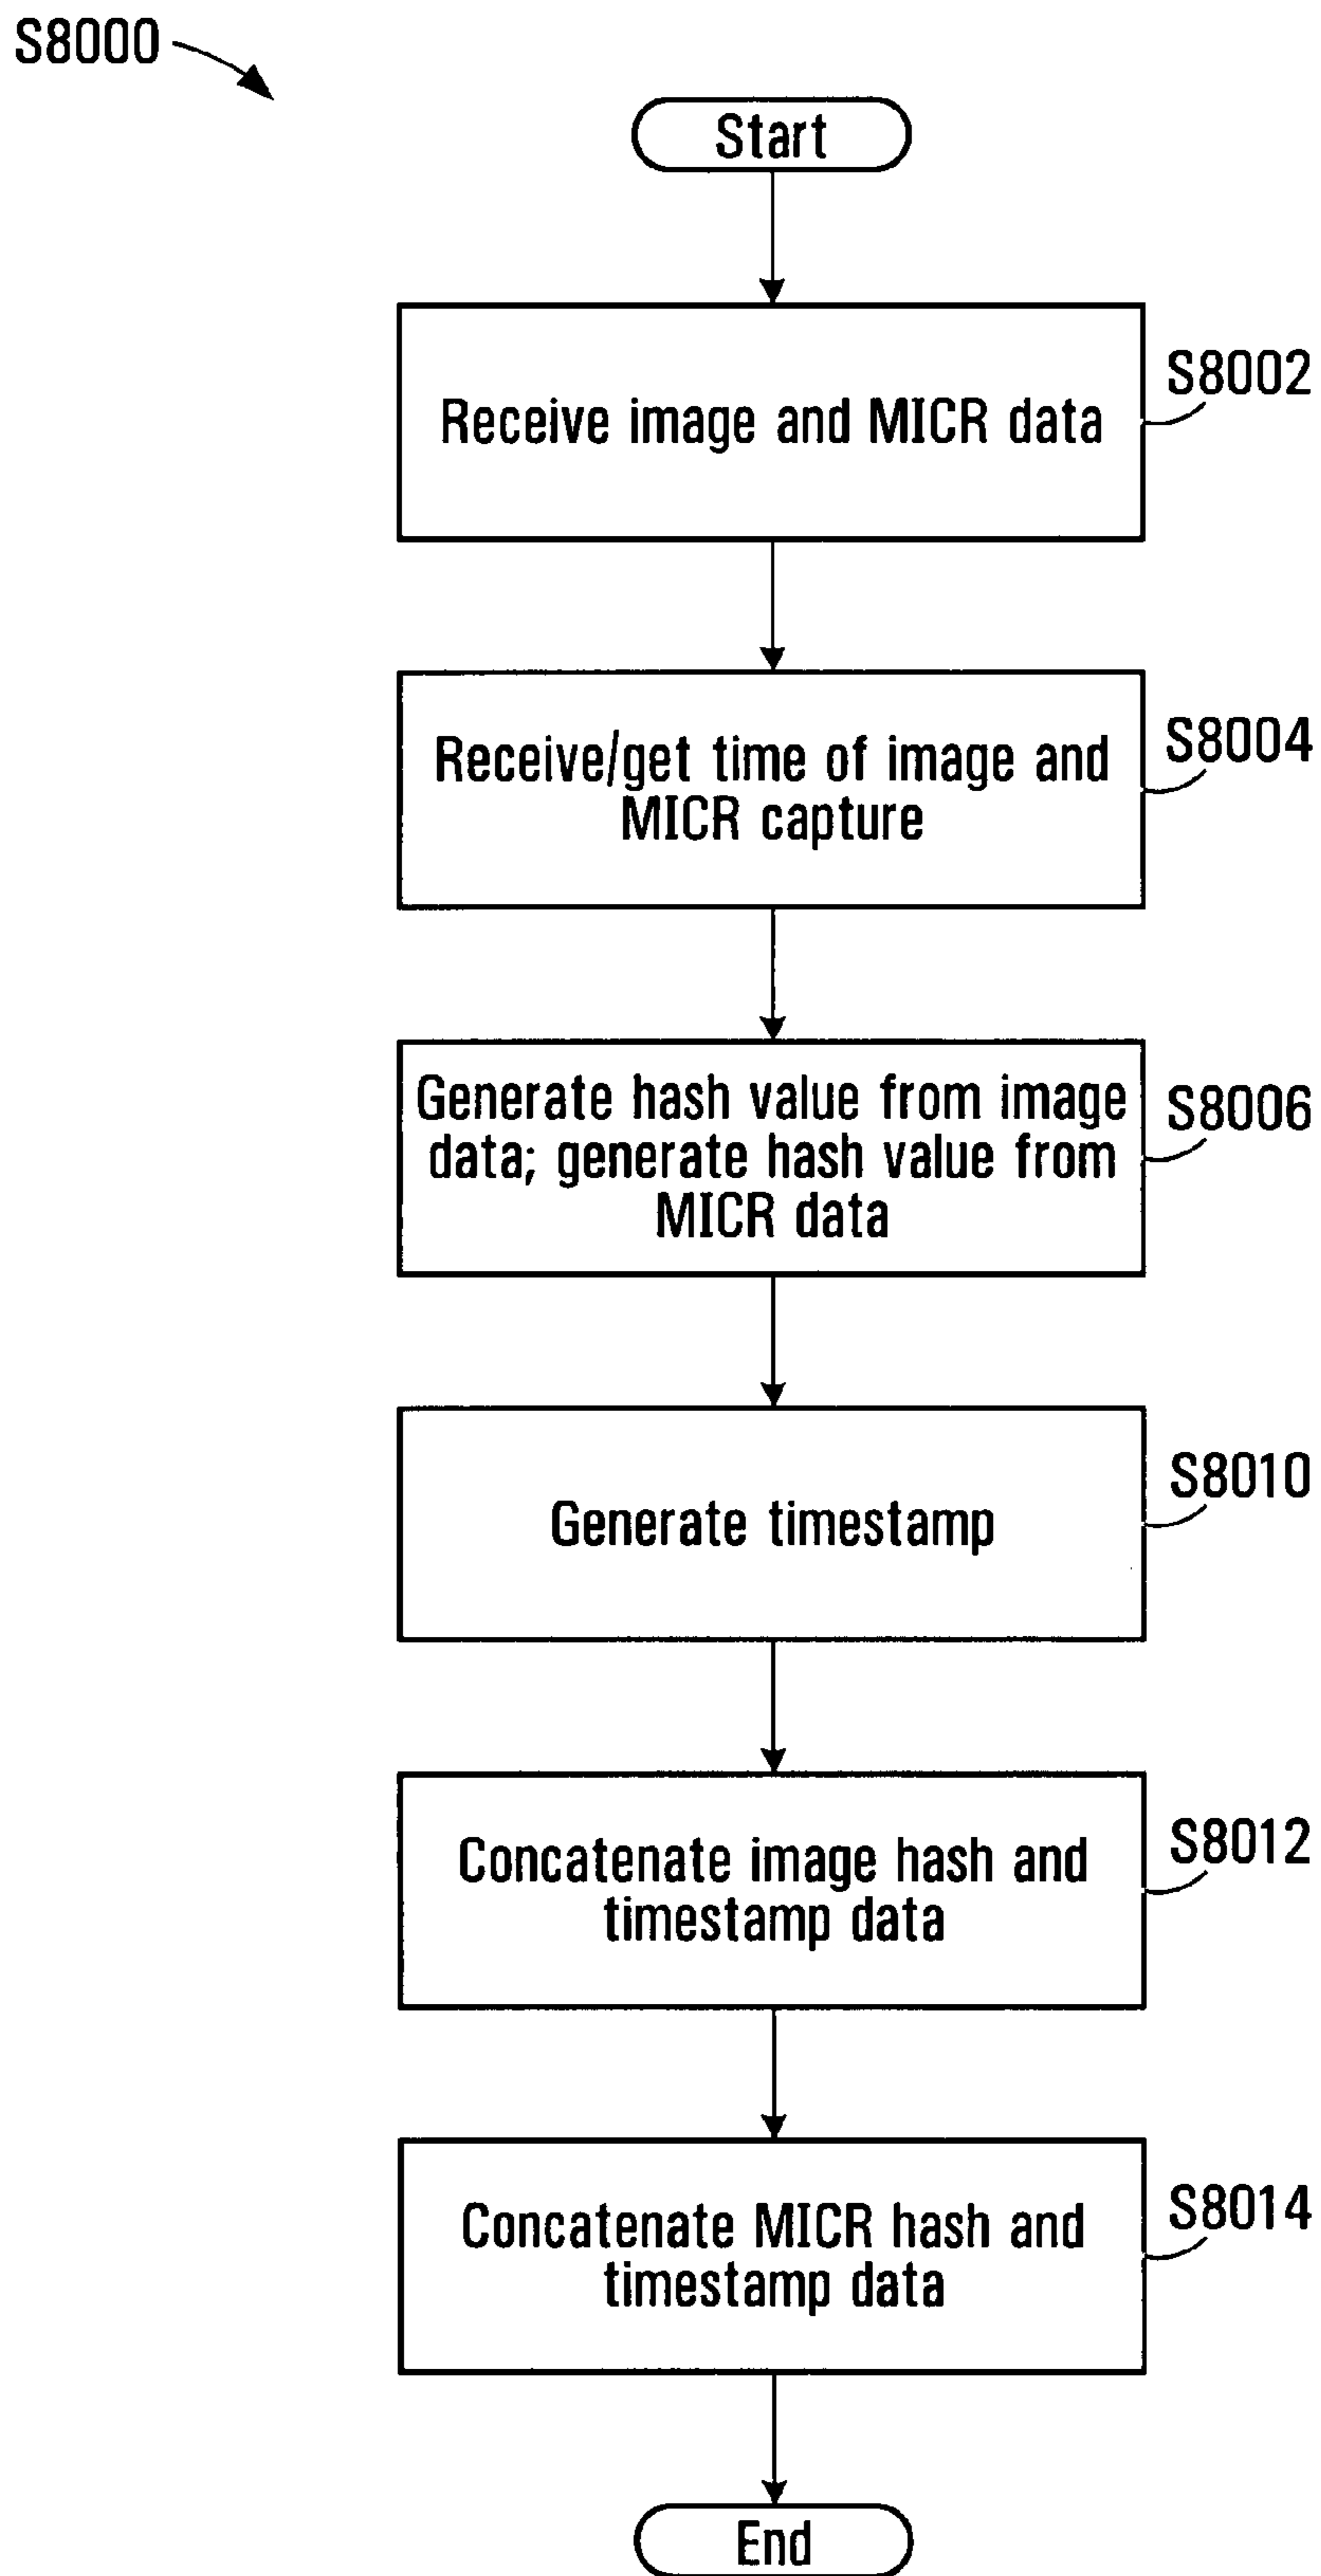 S8000
Start
Receive image and MICR data
S8002
Receive/get time of image and
MICR capture
S8004
Generate hash value from image
data; generate hash value from
MICR data
S8006
Generate timestamp
S8010
Concatenate image hash and
timestamp data
S8012
Concatenate MICR hash and
timestamp data
S8014
End